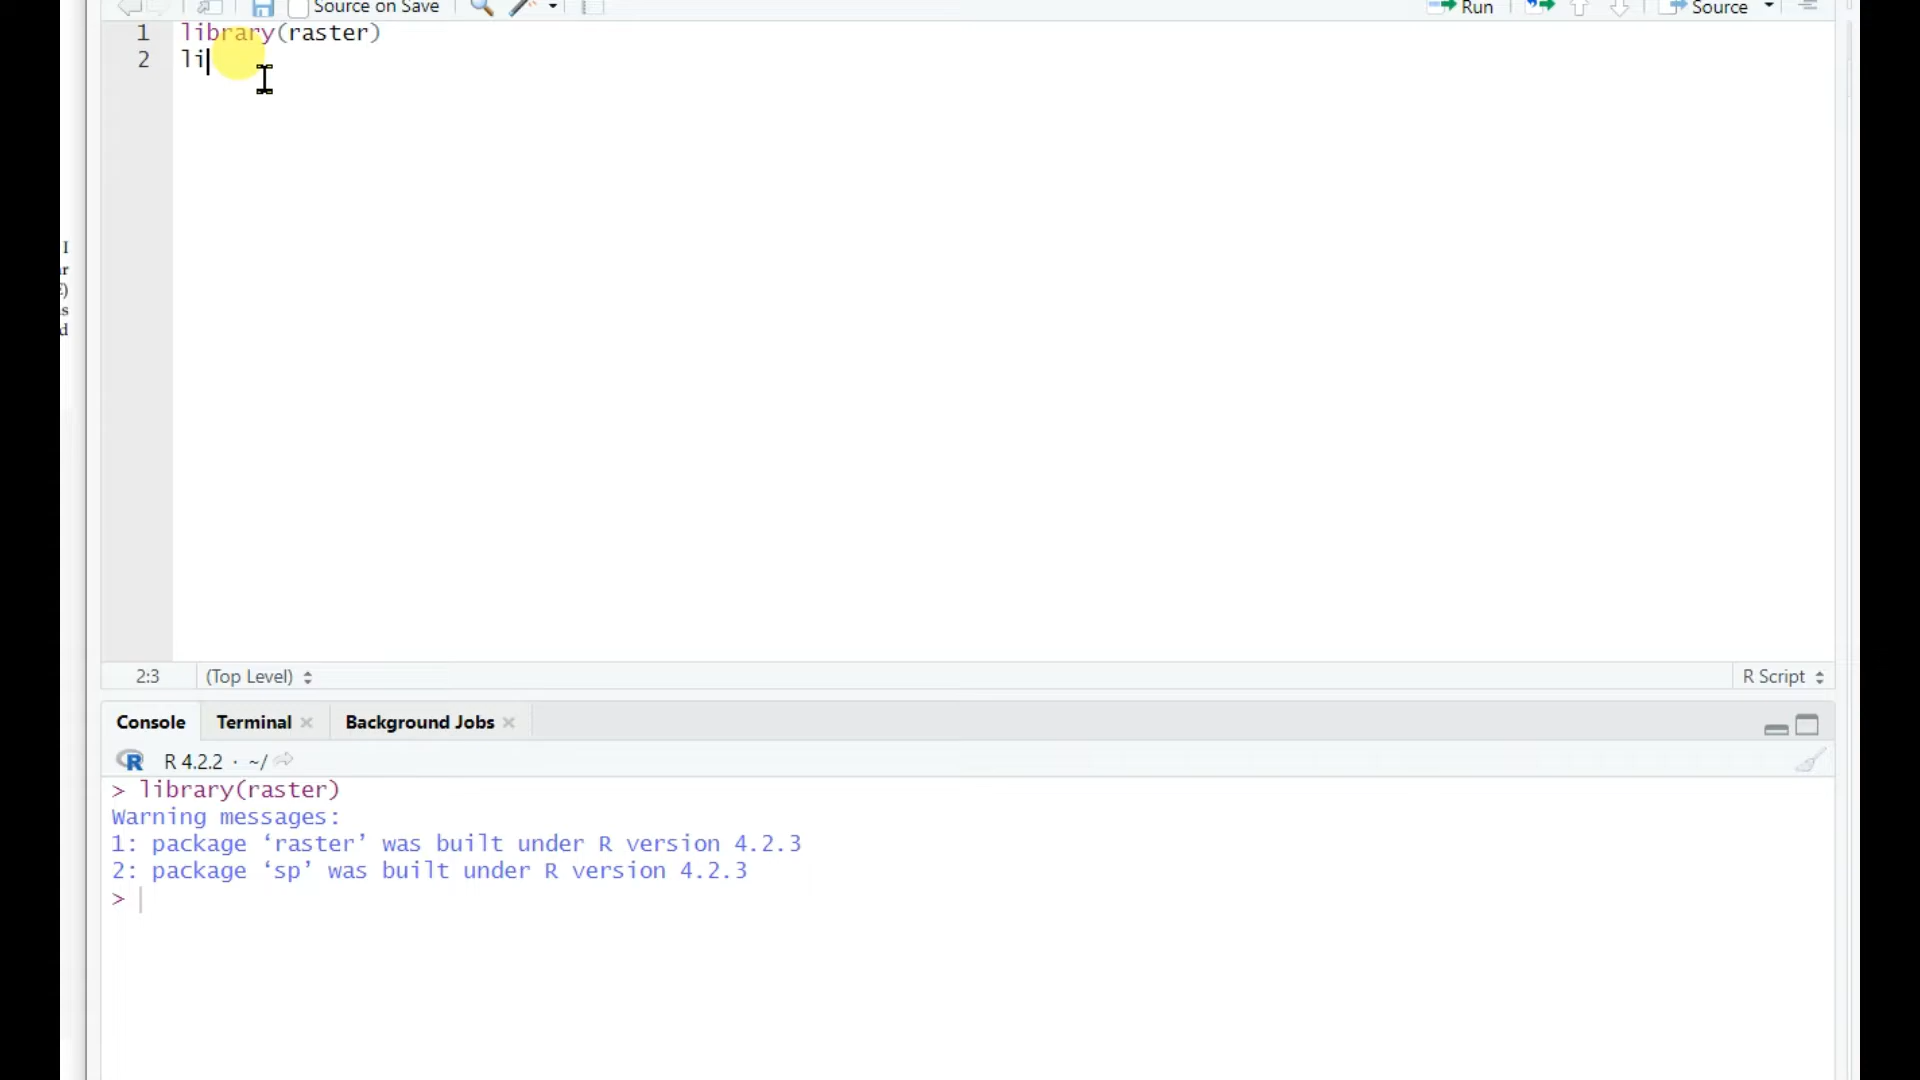 Source on Save
Run
Source
1 library(raster)
2 li
I
ar
E)
is
d
2:3
(Top Level)
R Script
Console
Terminal
Background Jobs
R 4.2.2 · ~/
> library(raster)
Warning messages:
1: package ‘raster’ was built under R version 4.2.3
2: package ‘sp’ was built under R version 4.2.3
>